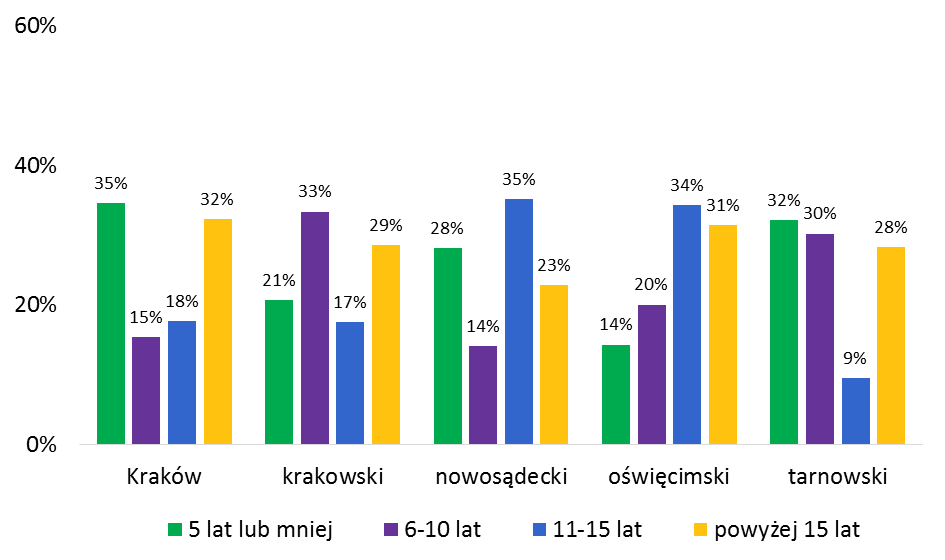 60%
40%
20%
0%
35% 15% 18% 32%
21% 33% 17% 29%
28% 14% 35% 23%
14% 20% 34% 31%
32% 30% 9% 28%
Kraków krakowski nowosądecki oświęcimski tarnowski
5 lat lub mniej 6-10 lat 11-15 lat powyżej 15 lat